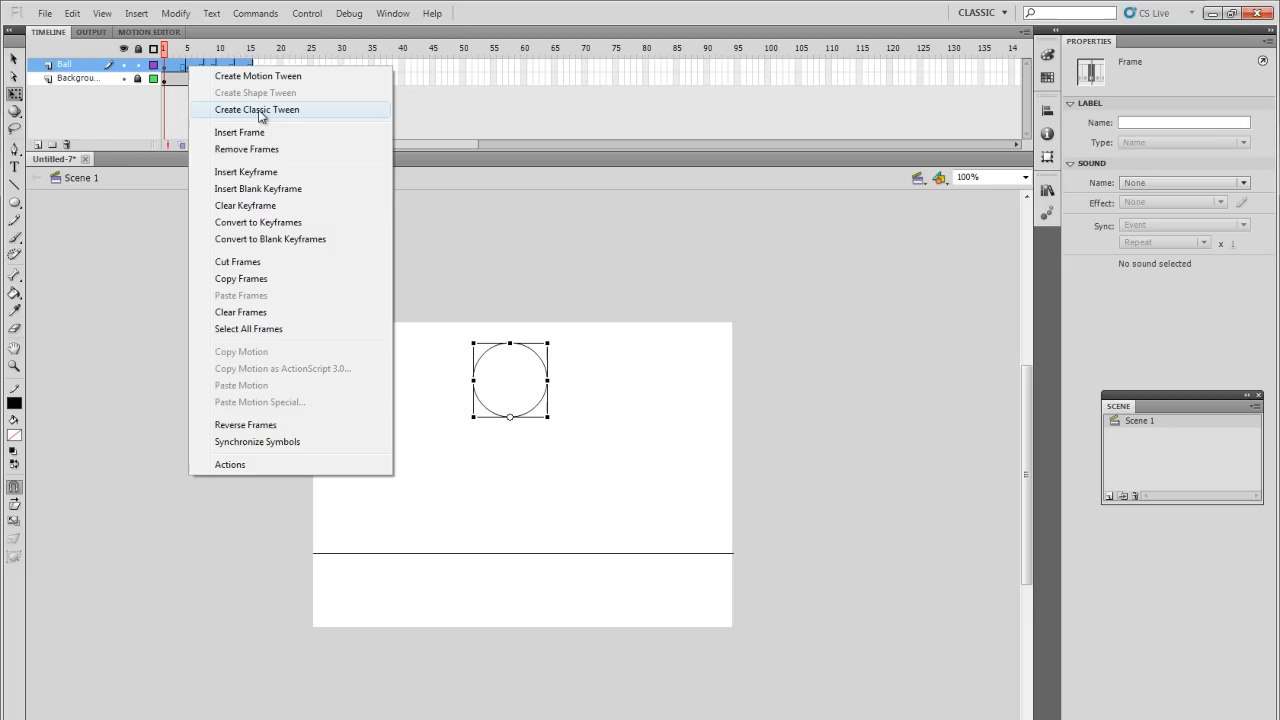 Fl File Edit View Insert Modify Text Commands Control Debug Window Help CLASSIC CS Live
TIMELINE OUTPUT MOTION EDITOR
1 5 10 15 20 25 30 35 40 45 50 55 60 65 70 75 80 85 90 95 100 105 110 115 120 125 130 135 14
Ball
Backgrou...
Create Motion Tween
Create Shape Tween
Create Classic Tween
Insert Frame
Remove Frames
Insert Keyframe
Insert Blank Keyframe
Clear Keyframe
Convert to Keyframes
Convert to Blank Keyframes
Cut Frames
Copy Frames
Paste Frames
Clear Frames
Select All Frames
Copy Motion
Copy Motion as ActionScript 3.0...
Paste Motion
Paste Motion Special...
Reverse Frames
Synchronize Symbols
Actions
Untitled-7*
Scene 1
100%
PROPERTIES
Frame
LABEL
Name:
Type: Name
SOUND
Name: None
Effect: None
Sync: Event
Repeat x 1
No sound selected
SCENE
Scene 1